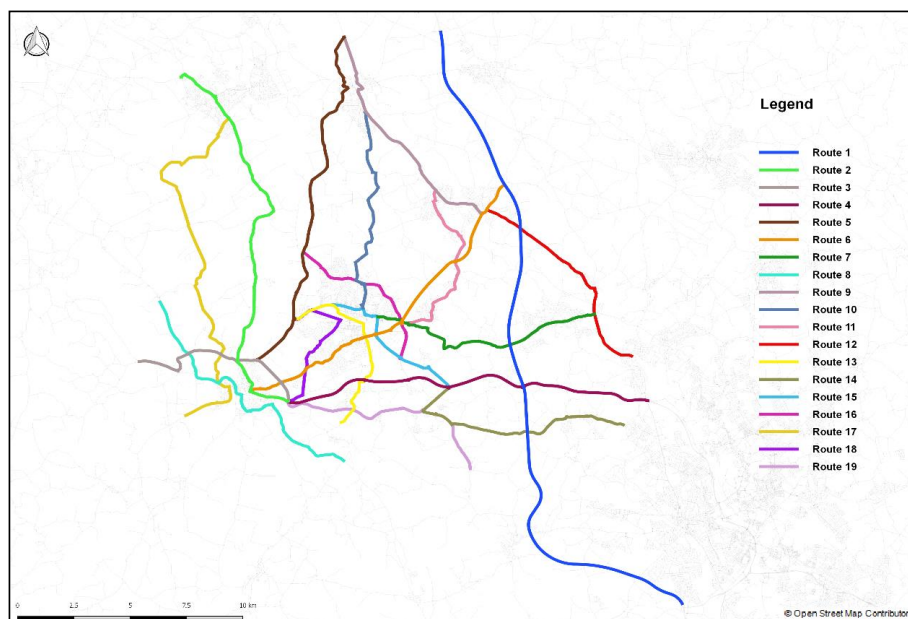 Legend
Route 1
Route 2
Route 3
Route 4
Route 5
Route 6
Route 7
Route 8
Route 9
Route 10
Route 11
Route 12
Route 13
Route 14
Route 15
Route 16
Route 17
Route 18
Route 19
0 2.5 5 7.5 10 km
© Open Street Map Contributor